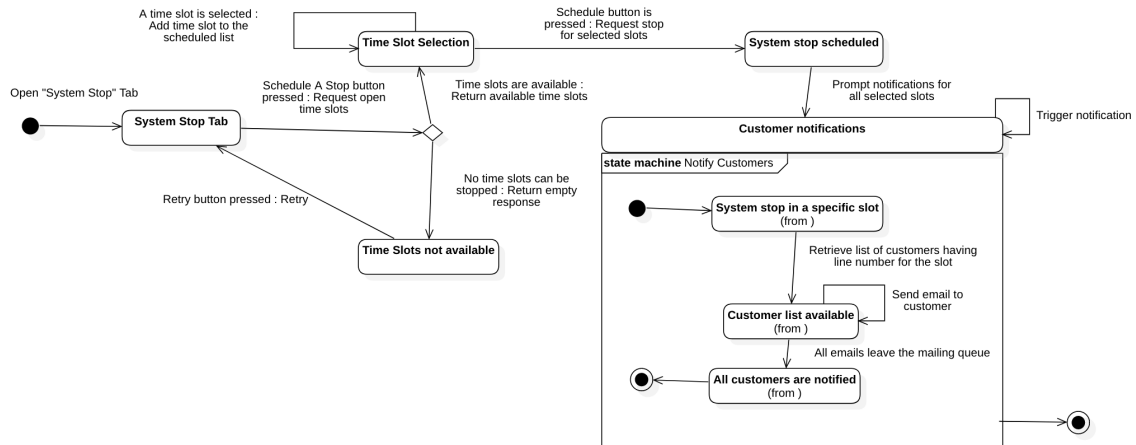 A time slot is selected :
Add time slot to the
scheduled list
Time Slot Selection
Schedule button is
pressed : Request stop
for selected slots
System stop scheduled
Open "System Stop" Tab
System Stop Tab
Schedule A Stop button
pressed : Request open
time slots
Time slots are available :
Return available time slots
Prompt notifications for
all selected slots
Customer notifications
Trigger notification
state machine Notify Customers
No time slots can be
stopped : Return empty
response
Retry button pressed : Retry
Time Slots not available
System stop in a specific slot
(from )
Retrieve list of customers having
line number for the slot
Customer list available
(from )
Send email to
customer
All emails leave the mailing queue
All customers are notified
(from )